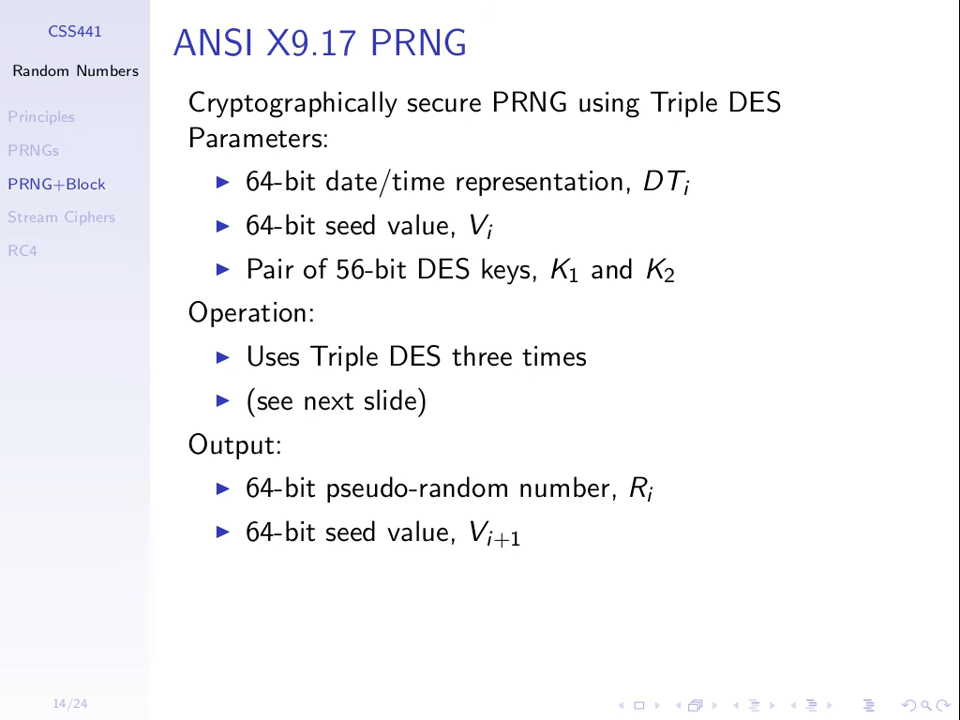 CSS441
Random Numbers
Principles
PRNGs
PRNG+Block
Stream Ciphers
RC4
14/24
ANSI X9.17 PRNG
Cryptographically secure PRNG using Triple DES
Parameters:
▶ 64-bit date/time representation, DTᵢ
▶ 64-bit seed value, Vᵢ
▶ Pair of 56-bit DES keys, K₁ and K₂
Operation:
▶ Uses Triple DES three times
▶ (see next slide)
Output:
▶ 64-bit pseudo-random number, Rᵢ
▶ 64-bit seed value, Vᵢ₊₁